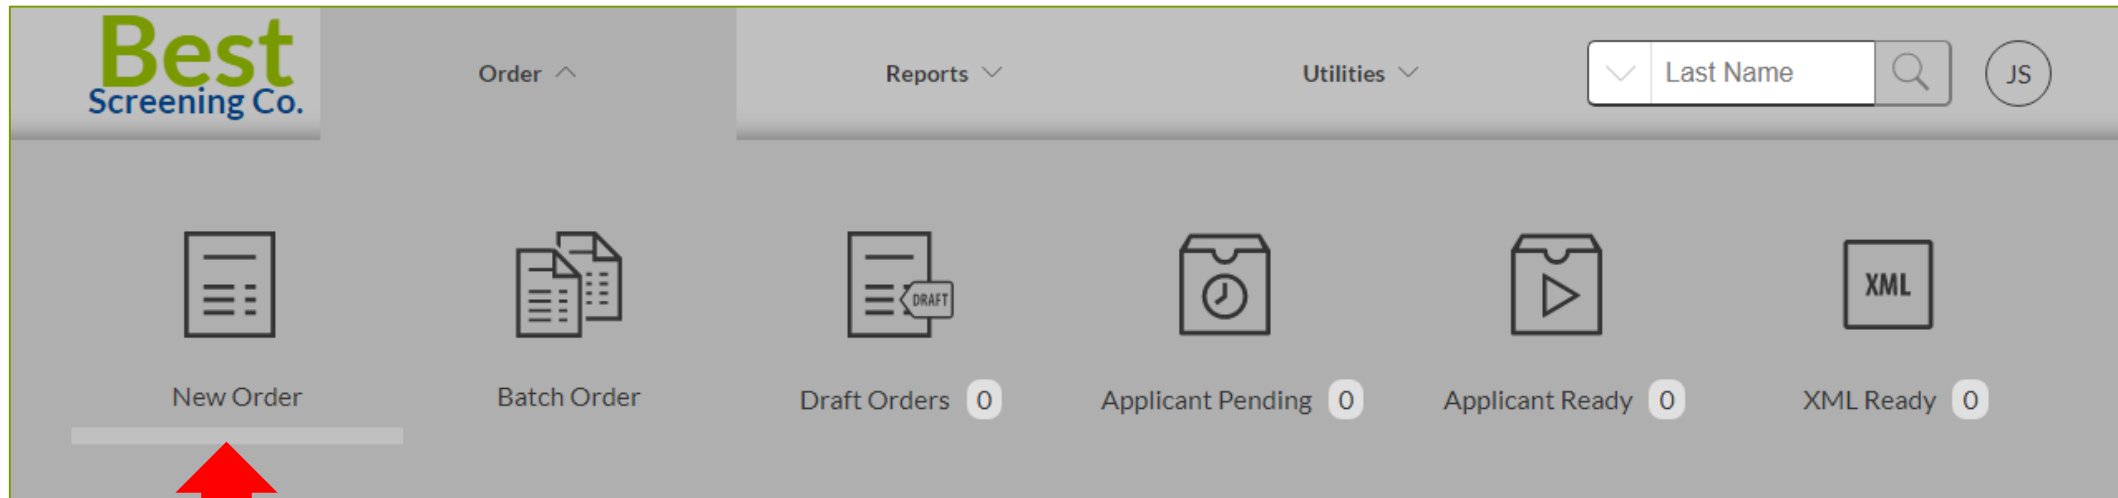 Best
Screening Co.
Order
Reports
Utilities
Last Name
JS
DRAFT
XML
New Order
Batch Order
Draft Orders 0
Applicant Pending 0
Applicant Ready 0
XML Ready 0